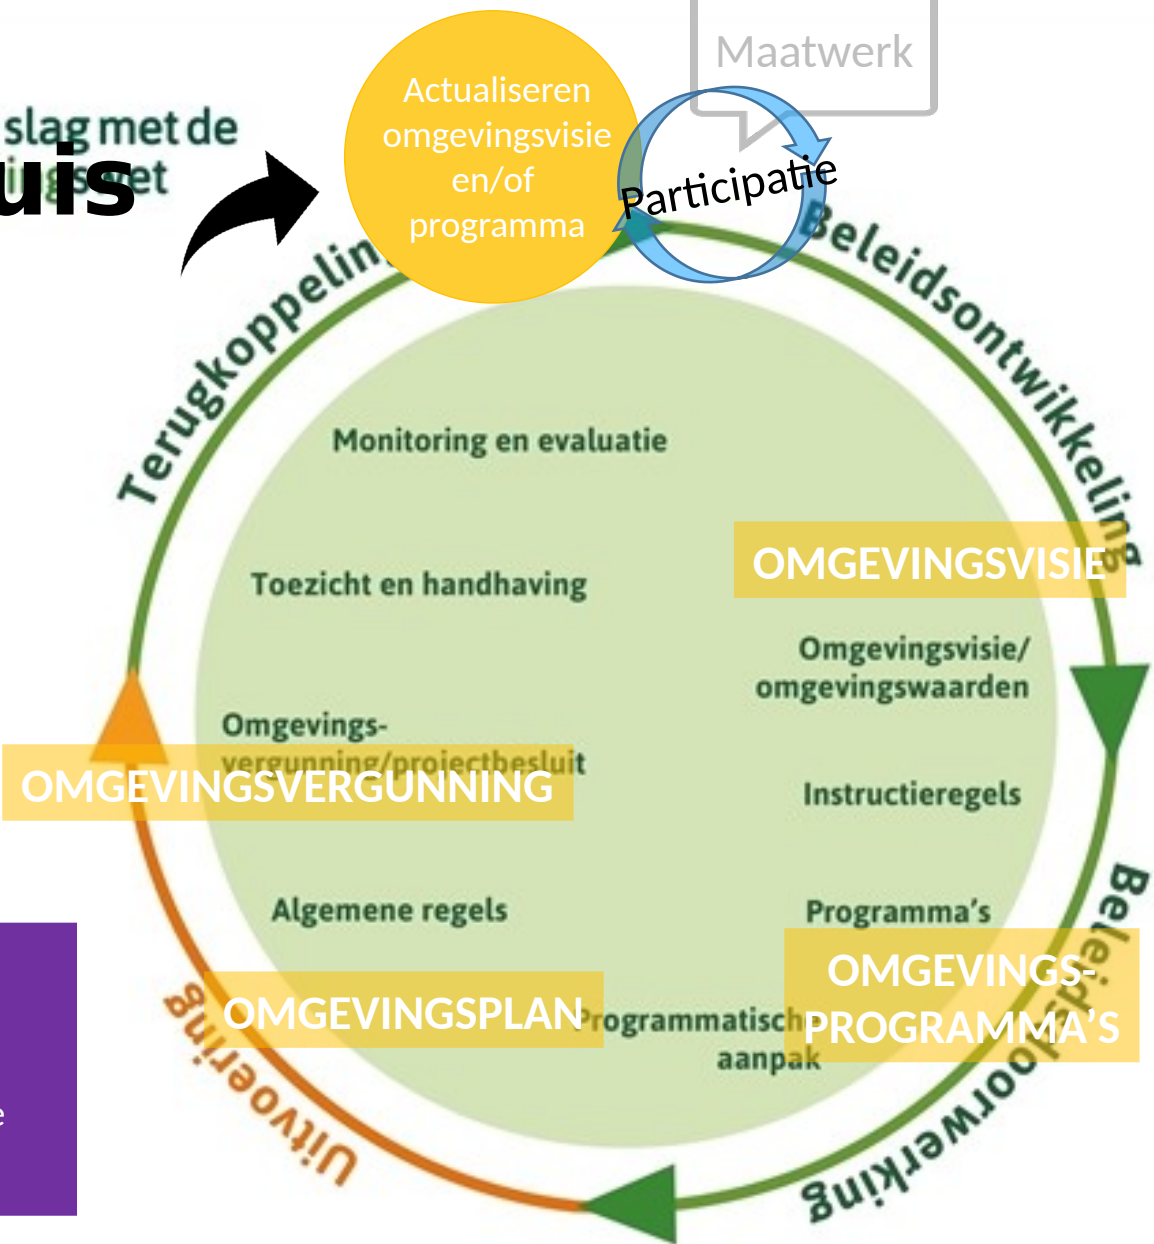 Maatwerk
Actualiseren
omgevingsvisie
en/of
programma
Participatie
slag met de
uis
Terugkoppelin
Beleidsontwikkeling
Monitoring en evaluatie
OMGEVINGSVISIE
Toezicht en handhaving
Omgevingsvisie/
omgevingswaarden
Omgevings-
vergunning/projectbesluit
OMGEVINGSVERGUNNING
Instructieregels
Algemene regels
Programma's
OMGEVINGS-
PROGRAMMA'S
OMGEVINGSPLAN
Programmatische
aanpak
Beleidsdoorwerking
Uitvoering
e